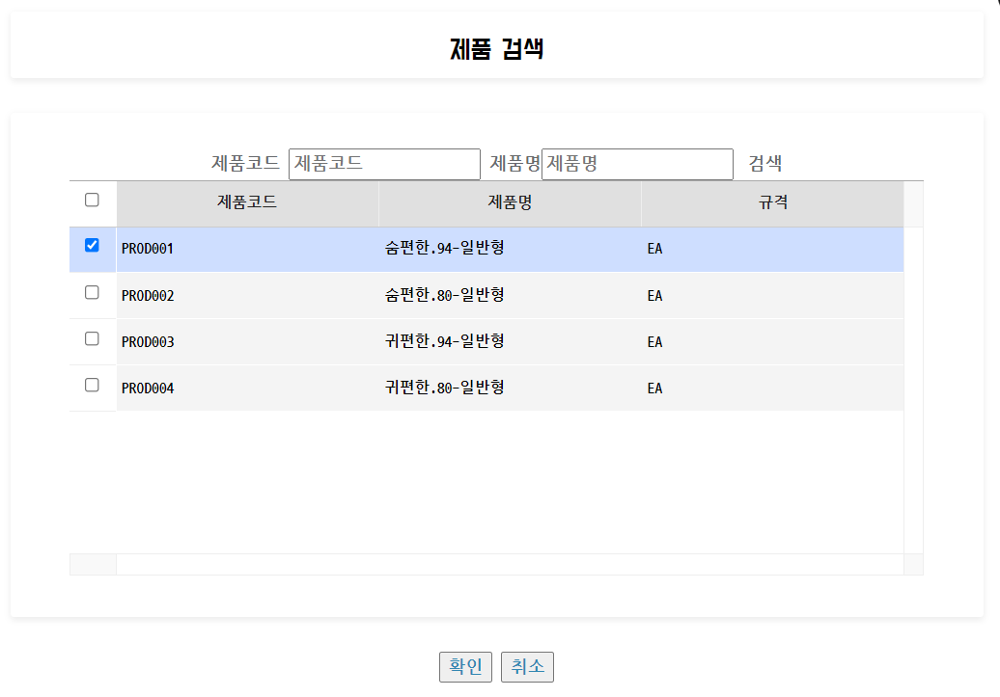 제품 검색
제품코드 제품코드 제품명 제품명 검색
제품코드 제품명 규격
PROD001 숨편한.94-일반형 EA
PROD002 숨편한.80-일반형 EA
PROD003 귀편한.94-일반형 EA
PROD004 귀편한.80-일반형 EA
확인 취소